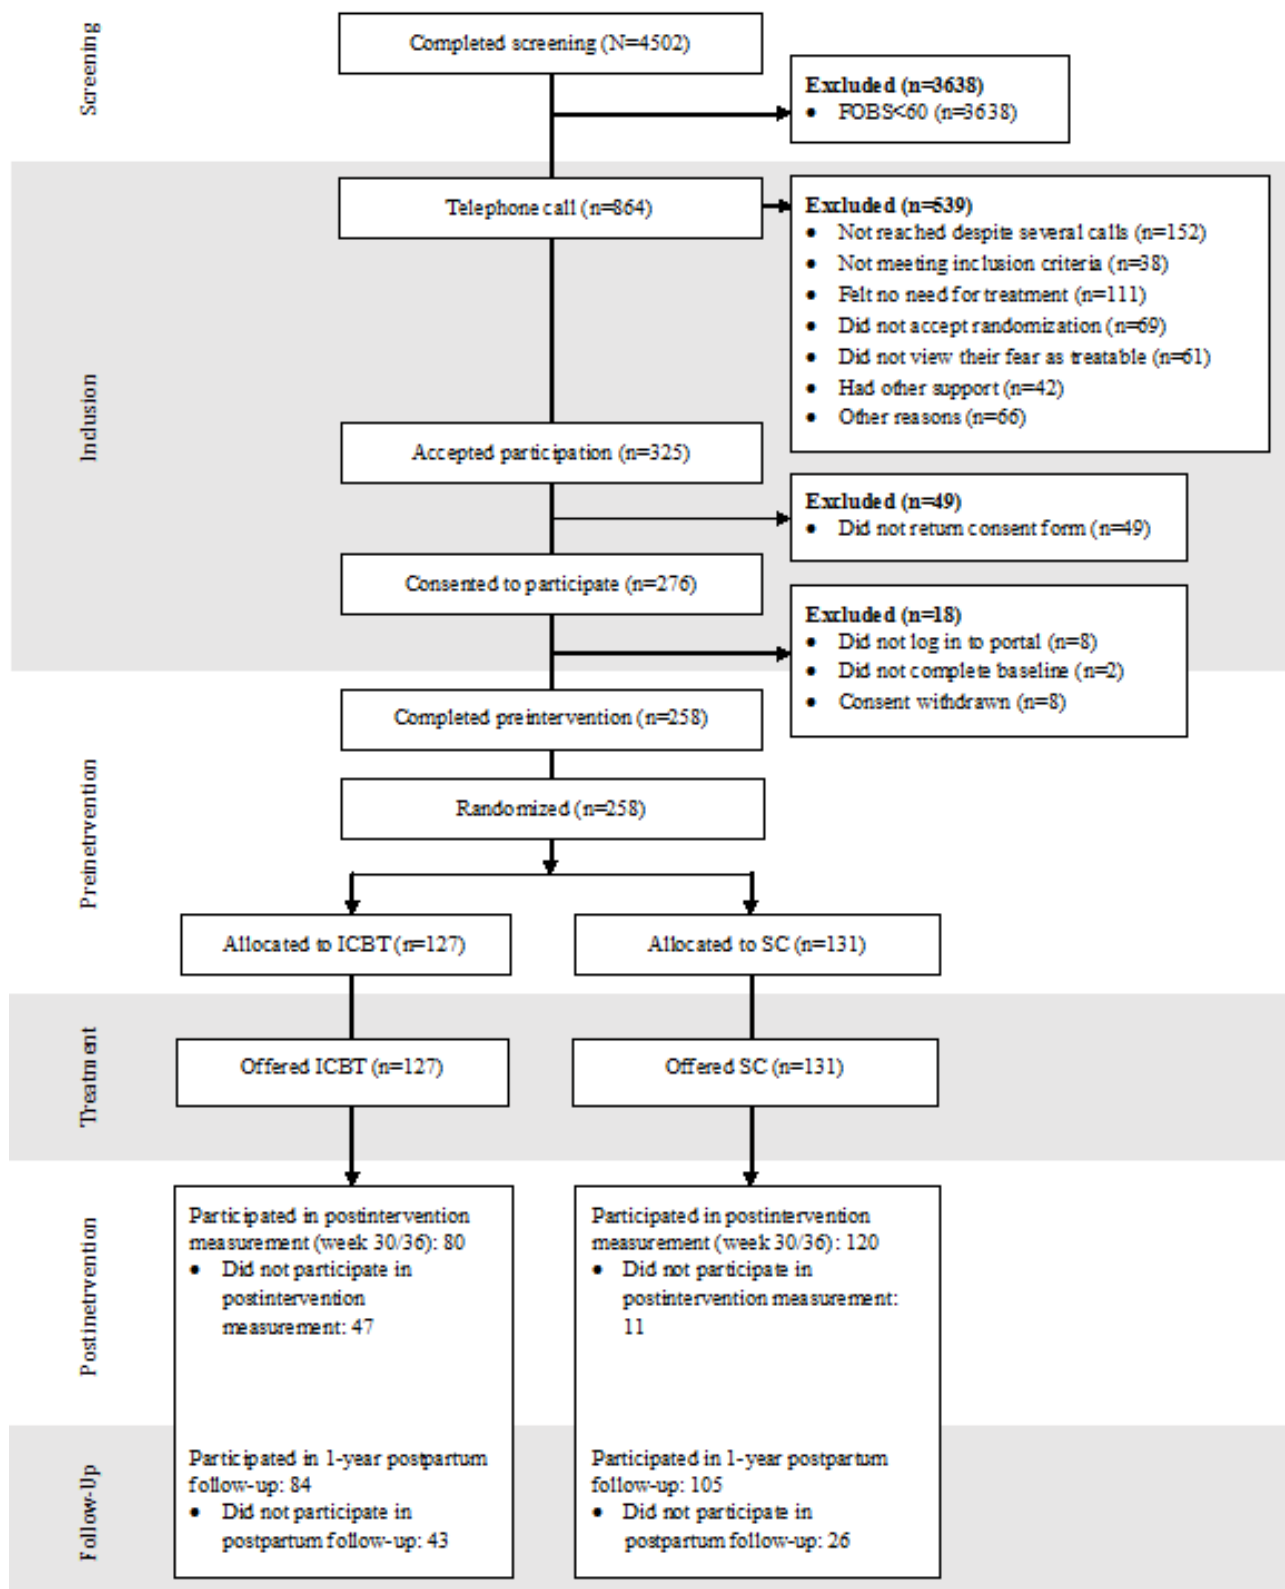 Screening
Completed screening (N=4502)
Excluded (n=3638)
• FOBS<60 (n=3638)
Inclusion
Telephone call (n=864)
Excluded (n=539)
• Not reached despite several calls (n=152)
• Not meeting inclusion criteria (n=38)
• Felt no need for treatment (n=111)
• Did not accept randomization (n=69)
• Did not view their fear as treatable (n=61)
• Had other support (n=42)
• Other reasons (n=66)
Accepted participation (n=325)
Excluded (n=49)
• Did not return consent form (n=49)
Consented to participate (n=276)
Excluded (n=18)
• Did not log in to portal (n=8)
• Did not complete baseline (n=2)
• Consent withdrawn (n=8)
Preinetrvention
Completed preintervention (n=258)
Randomized (n=258)
Allocated to ICBT (n=127)
Allocated to SC (n=131)
Treatment
Offered ICBT (n=127)
Offered SC (n=131)
Postinetrvention
Participated in postintervention
measurement (week 30/36): 80
• Did not participate in
postintervention
measurement: 47
Participated in postintervention
measurement (week 30/36): 120
• Did not participate in
postintervention measurement:
11
Follow-Up
Participated in 1-year postpartum
follow-up: 84
• Did not participate in
postpartum follow-up: 43
Participated in 1-year postpartum
follow-up: 105
• Did not participate in
postpartum follow-up: 26